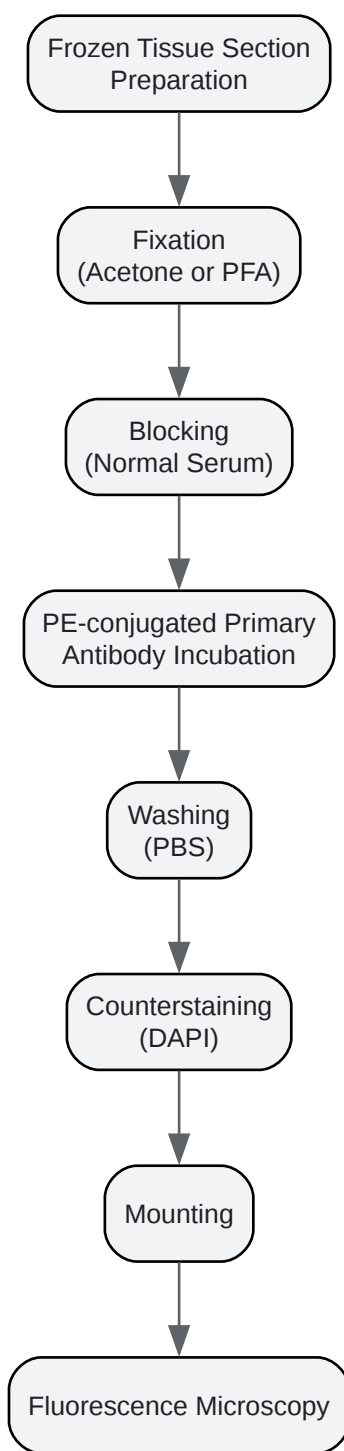 Frozen Tissue Section
Preparation
Fixation
(Acetone or PFA)
Blocking
(Normal Serum)
PE-conjugated Primary
Antibody Incubation
Washing
(PBS)
Counterstaining
(DAPI)
Mounting
Fluorescence Microscopy